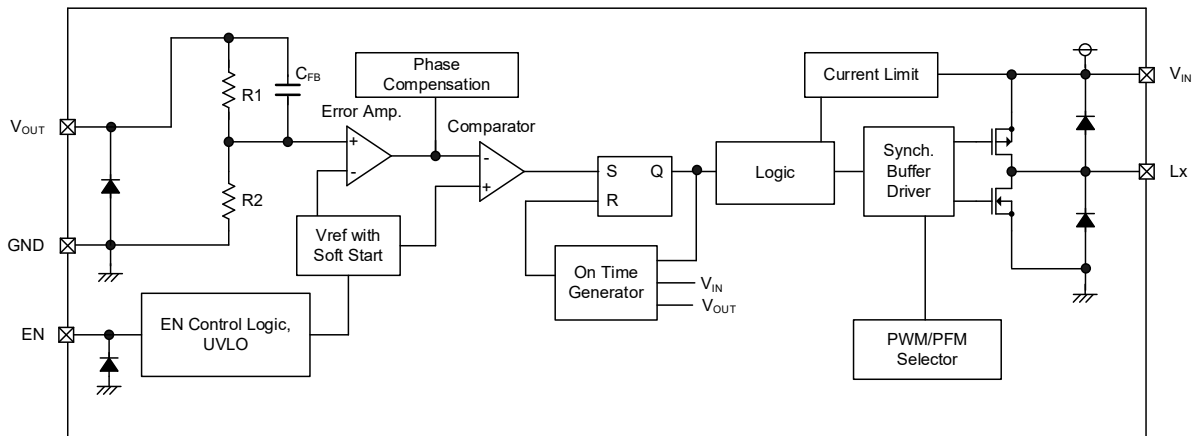 Phase
Compensation
Current Limit
V_IN
C_FB
R1
Error Amp.
Comparator
V_OUT
+
-
-
+
S
Q
R
Logic
Synch.
Buffer
Driver
Lx
R2
GND
Vref with
Soft Start
On Time
Generator
V_IN
V_OUT
EN
EN Control Logic,
UVLO
PWM/PFM
Selector